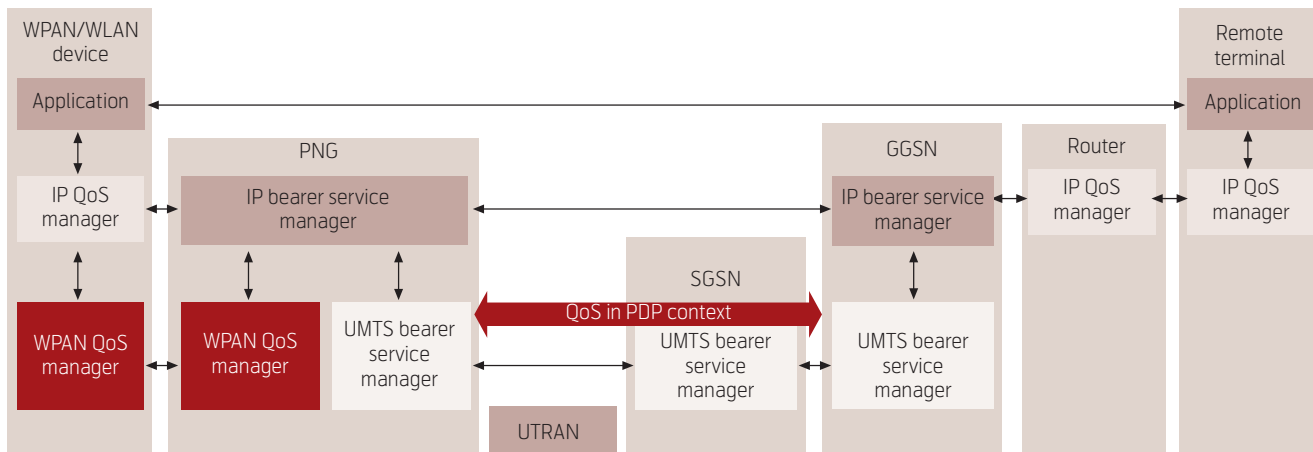 WPAN/WLAN
device
Application
IP QoS
manager
WPAN QoS
manager
PNG
IP bearer service
manager
WPAN QoS
manager
UMTS bearer
service
manager
UTRAN
QoS in PDP context
SGSN
UMTS bearer
service
manager
GGSN
IP bearer service
manager
UMTS bearer
service
manager
Router
IP QoS
manager
Remote
terminal
Application
IP QoS
manager